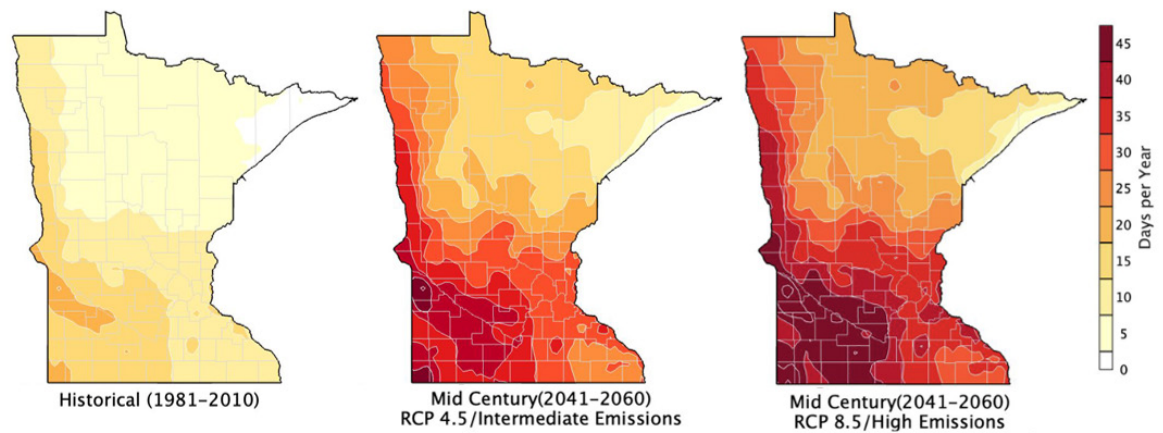 45
40
35
30
25
20
15
10
5
0
Days per Year
Historical (1981-2010)
Mid Century(2041-2060)
RCP 4.5/Intermediate Emissions
Mid Century(2041-2060)
RCP 8.5/High Emissions